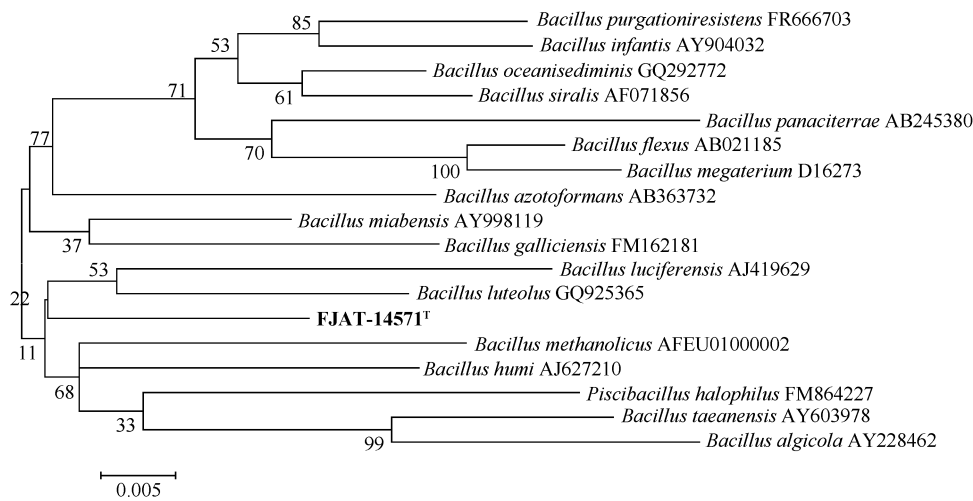 85
Bacillus purgationiresistens FR666703
53
Bacillus infantis AY904032
Bacillus oceanisediminis GQ292772
71
61
Bacillus siralis AF071856
Bacillus panaciterrae AB245380
77
Bacillus flexus AB021185
70
100
Bacillus megaterium D16273
Bacillus azotoformans AB363732
Bacillus miabensis AY998119
37
Bacillus galliciensis FM162181
53
Bacillus luciferensis AJ419629
22
Bacillus luteolus GQ925365
FJAT-14571ᵀ
11
Bacillus methanolicus AFEU01000002
Bacillus humi AJ627210
68
Piscibacillus halophilus FM864227
33
Bacillus taeanensis AY603978
99
Bacillus algicola AY228462
0.005